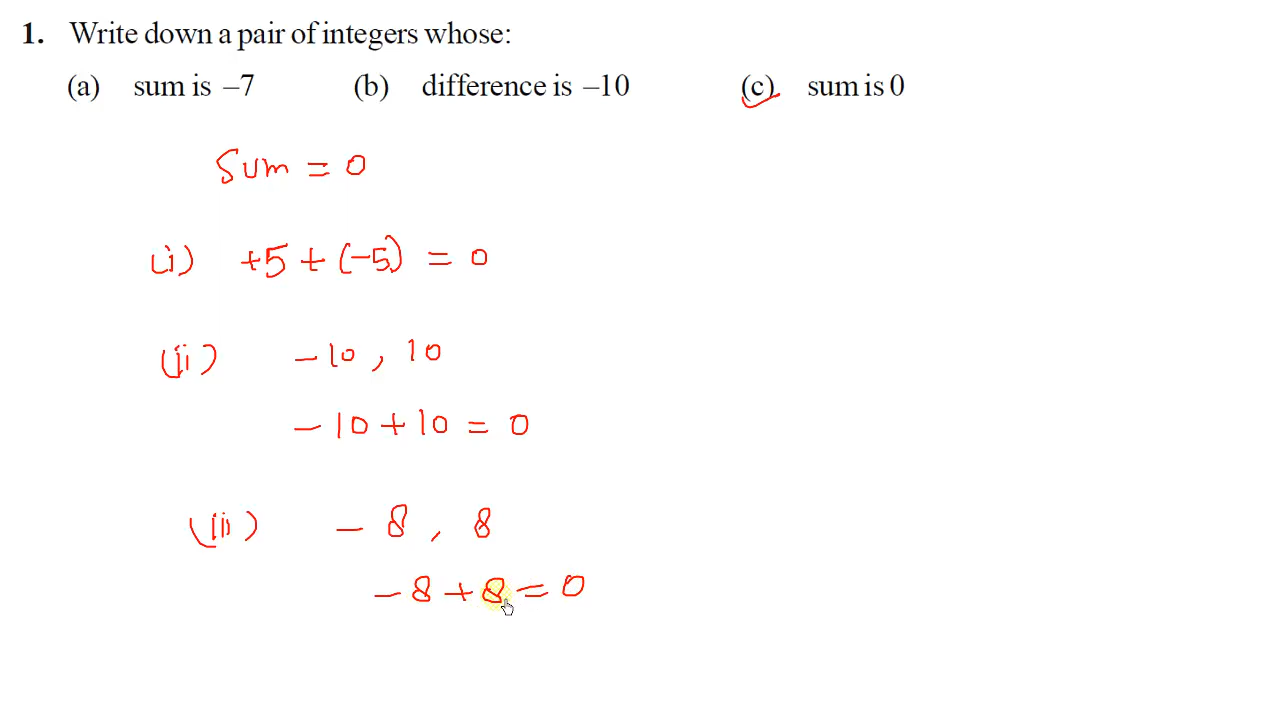 1. Write down a pair of integers whose:
(a) sum is –7 (b) difference is –10 (c) sum is 0
Sum = 0
(i) +5 + (-5) = 0
(ii) -10, 10
-10 + 10 = 0
(iii) -8, 8
-8 + 8 = 0